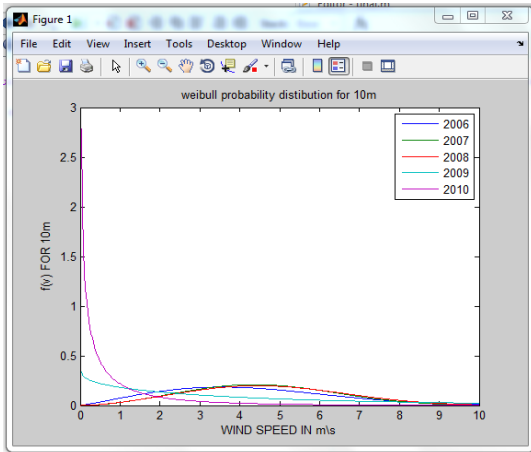 Figure 1
File Edit View Insert Tools Desktop Window Help
weibull probability distibution for 10m
3
2.5
2
1.5
1
0.5
0
f(v) FOR 10m
2006
2007
2008
2009
2010
0 1 2 3 4 5 6 7 8 9 10
WIND SPEED IN m\s